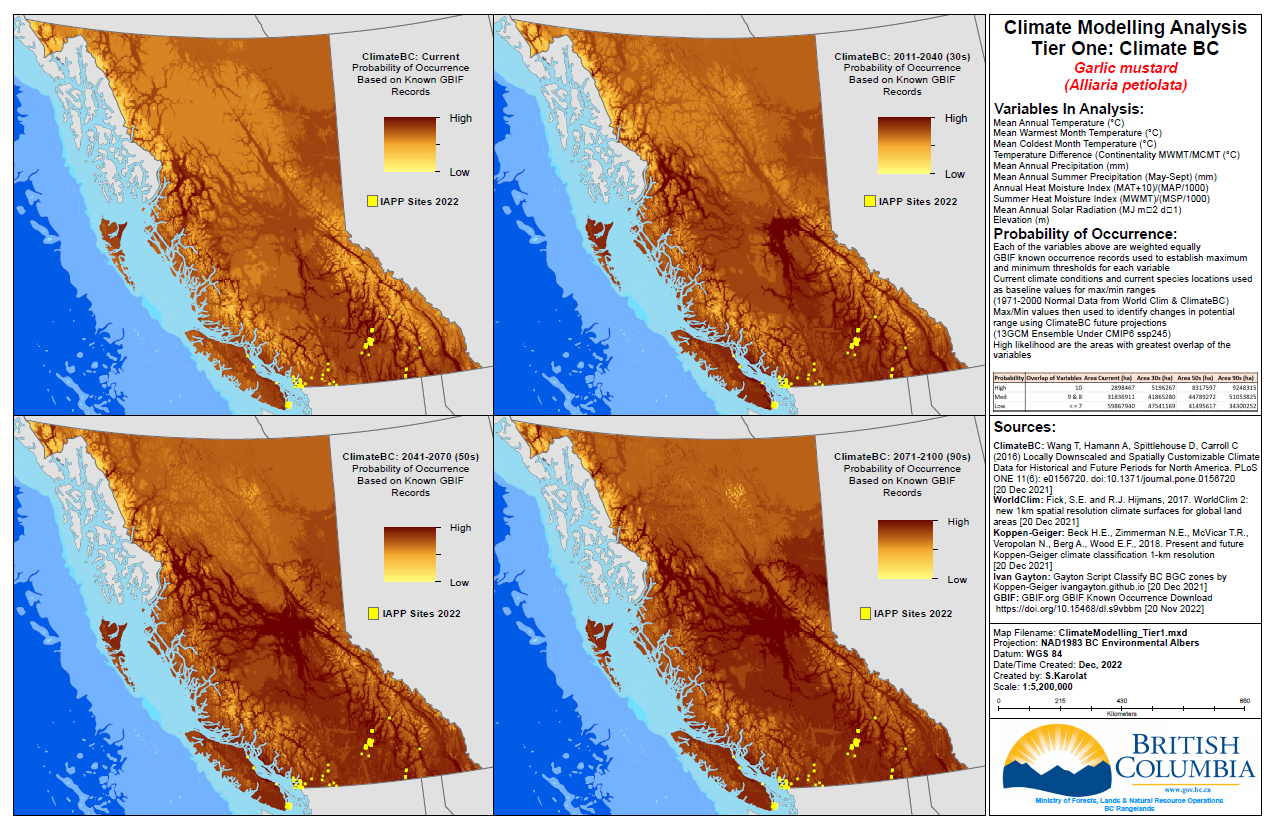 ClimateBC: Current
Probability of Occurrence
Based on Known GBIF
Records
High
Low
IAPP Sites 2022
ClimateBC: 2011-2040 (30s)
Probability of Occurrence
Based on Known GBIF
Records
High
Low
IAPP Sites 2022
ClimateBC: 2041-2070 (50s)
Probability of Occurrence
Based on Known GBIF
Records
High
Low
IAPP Sites 2022
ClimateBC: 2071-2100 (90s)
Probability of Occurrence
Based on Known GBIF
Records
High
Low
IAPP Sites 2022
Climate Modelling Analysis
Tier One: Climate BC
Garlic mustard
(Alliaria petiolata)
Variables In Analysis:
Mean Annual Temperature (°C)
Mean Warmest Month Temperature (°C)
Mean Coldest Month Temperature (°C)
Temperature Difference (Continentality MWMT/MCMT (°C)
Mean Annual Precipitation (mm)
Mean Annual Summer Precipitation (May-Sept) (mm)
Annual Heat Moisture Index (MAT+10)/(MAP/1000)
Summer Heat Moisture Index (MWMT)/(MSP/1000)
Mean Annual Solar Radiation (MJ m□2 d□1)
Elevation (m)
Probability of Occurrence:
Each of the variables above are weighted equally
GBIF known occurrence records used to establish maximum
and minimum thresholds for each variable
Current climate conditions and current species locations used
as baseline values for max/min ranges
(1971-2000 Normal Data from World Clim & ClimateBC)
Max/Min values then used to identify changes in potential
range using ClimateBC future projections
(13GCM Ensemble Under CMIP6 ssp245)
High likelihood are the areas with greatest overlap of the
variables
Probability Overlap of Variables Area Current (ha) Area 30s (ha) Area 50s (ha) Area 90s (ha)
High 10 2898467 5196267 8317597 9248315
Med 9 & 8 31836911 41865280 44789272 51053825
Low <= 7 59867940 47541169 41495617 34300252
Sources:
ClimateBC: Wang T, Hamann A, Spittlehouse D, Carroll C
(2016) Locally Downscaled and Spatially Customizable Climate
Data for Historical and Future Periods for North America. PLoS
ONE 11(6): e0156720. doi:10.1371/journal.pone.0156720
[20 Dec 2021]
WorldClim: Fick, S.E. and R.J. Hijmans, 2017. WorldClim 2:
new 1km spatial resolution climate surfaces for global land
areas [20 Dec 2021]
Koppen-Geiger: Beck H.E., Zimmerman N.E., McVicar T.R.,
Veropolan N., Berg A., Wood E.F., 2018. Present and future
Koppen-Geiger climate classification 1-km resolution
[20 Dec 2021]
Ivan Gayton: Gayton Script Classify BC BGC zones by
Koppen-Geiger ivangayton.github.io [20 Dec 2021]
GBIF: GBIF.org GBIF Known Occurrence Download
https://doi.org/10.15468/dl.s9vbbm [20 Nov 2022]
Map Filename: ClimateModelling_Tier1.mxd
Projection: NAD1983 BC Environmental Albers
Datum: WGS 84
Date/Time Created: Dec, 2022
Created by: S.Karolat
Scale: 1:5,200,000
0 215 430 860
Kilometers
BRITISH
COLUMBIA
www.gov.bc.ca
Ministry of Forests, Lands & Natural Resource Operations
BC Rangelands